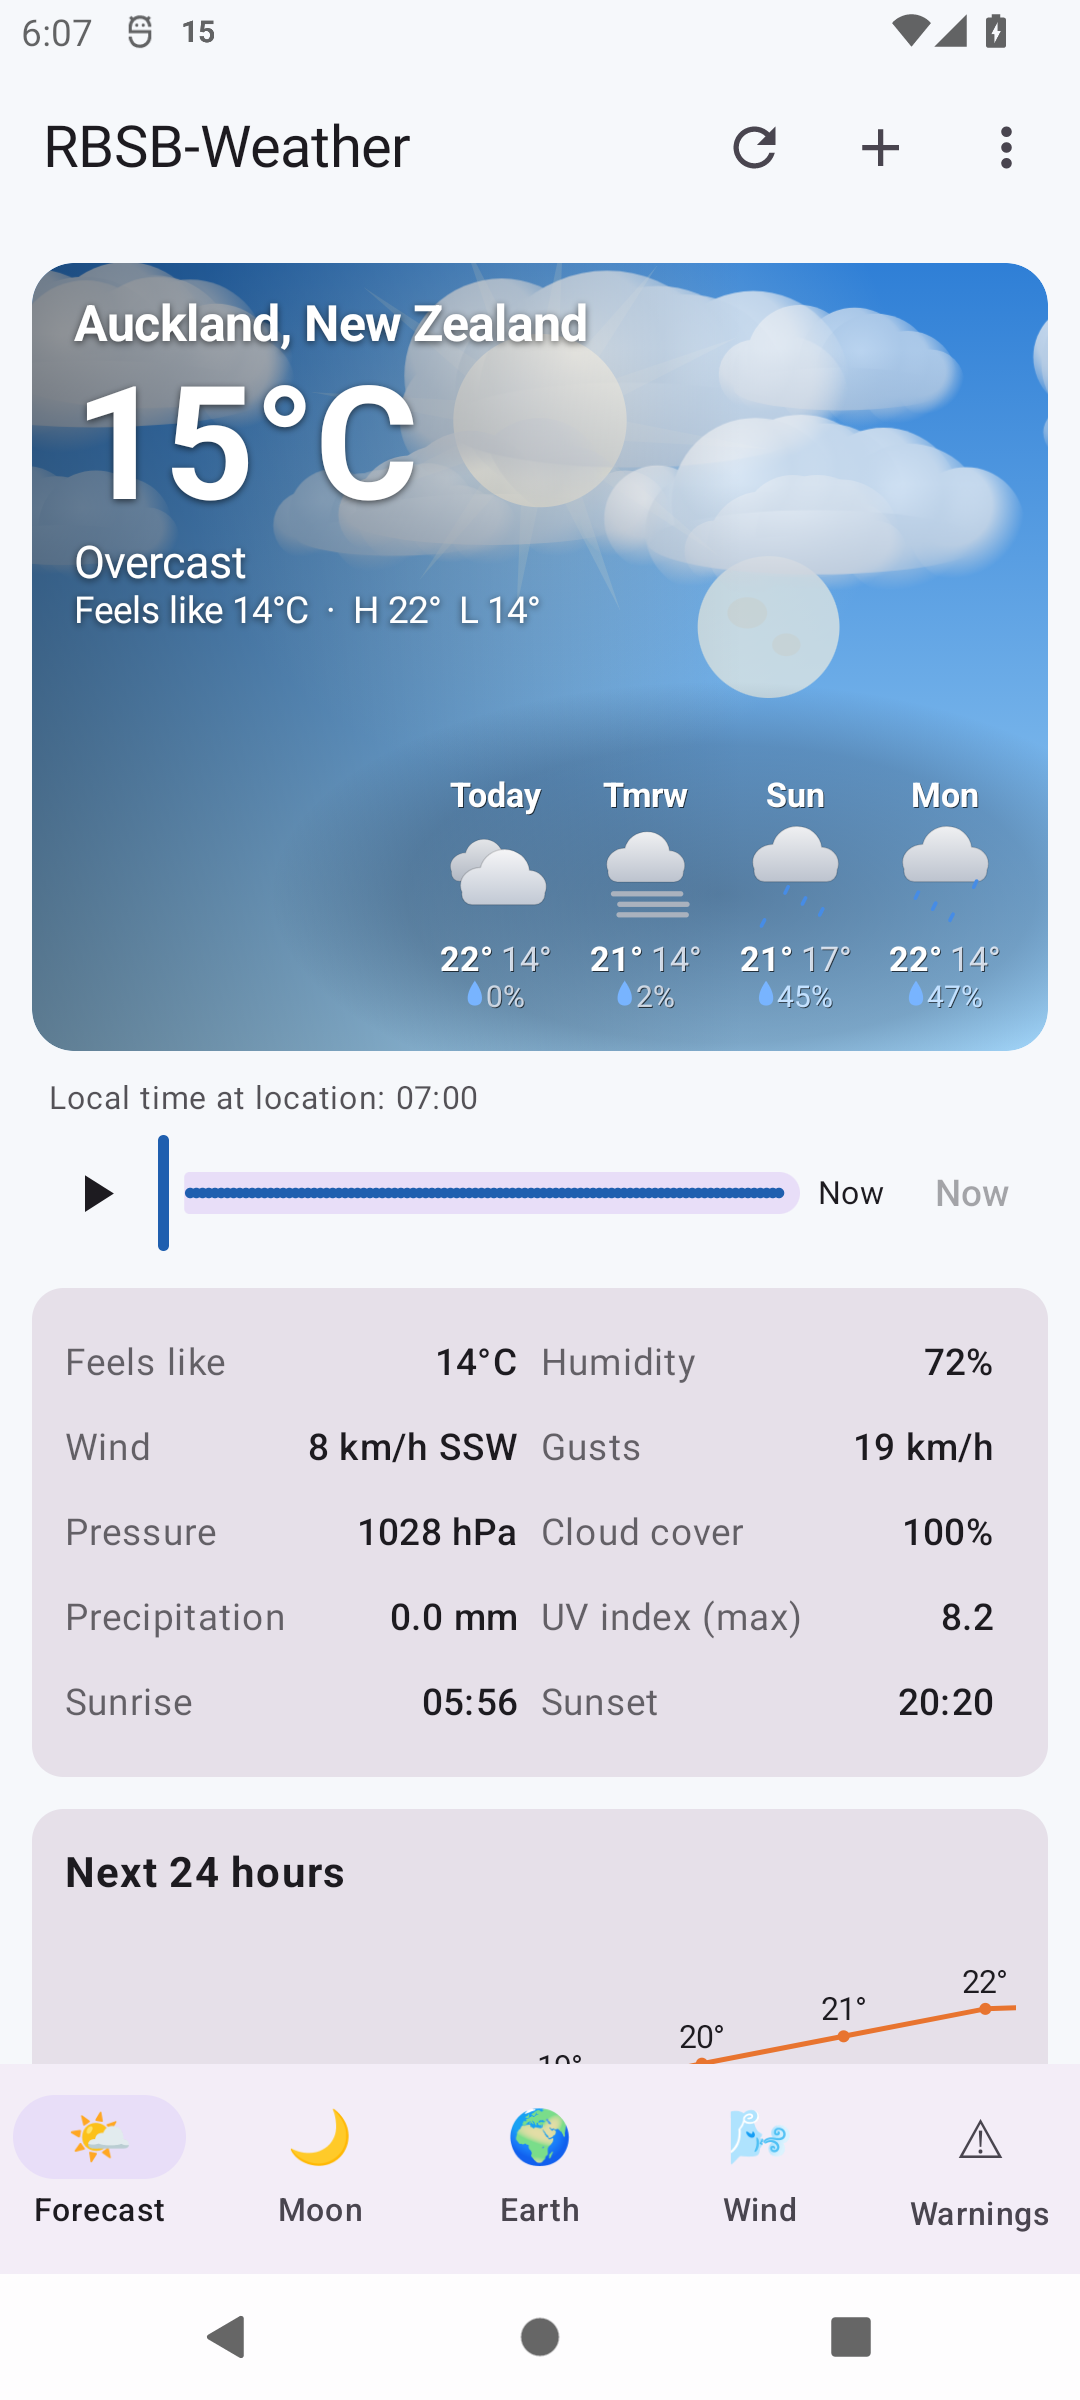 6:07 15
RBSB-Weather
Auckland, New Zealand
15°C
Overcast
Feels like 14°C · H 22° L 14°
Today Tmrw Sun Mon
22° 14° 21° 14° 21° 17° 22° 14°
0% 2% 45% 47%
Local time at location: 07:00
Now Now
Feels like 14°C Humidity 72%
Wind 8 km/h SSW Gusts 19 km/h
Pressure 1028 hPa Cloud cover 100%
Precipitation 0.0 mm UV index (max) 8.2
Sunrise 05:56 Sunset 20:20
Next 24 hours
22°
21°
20°
Forecast Moon Earth Wind Warnings